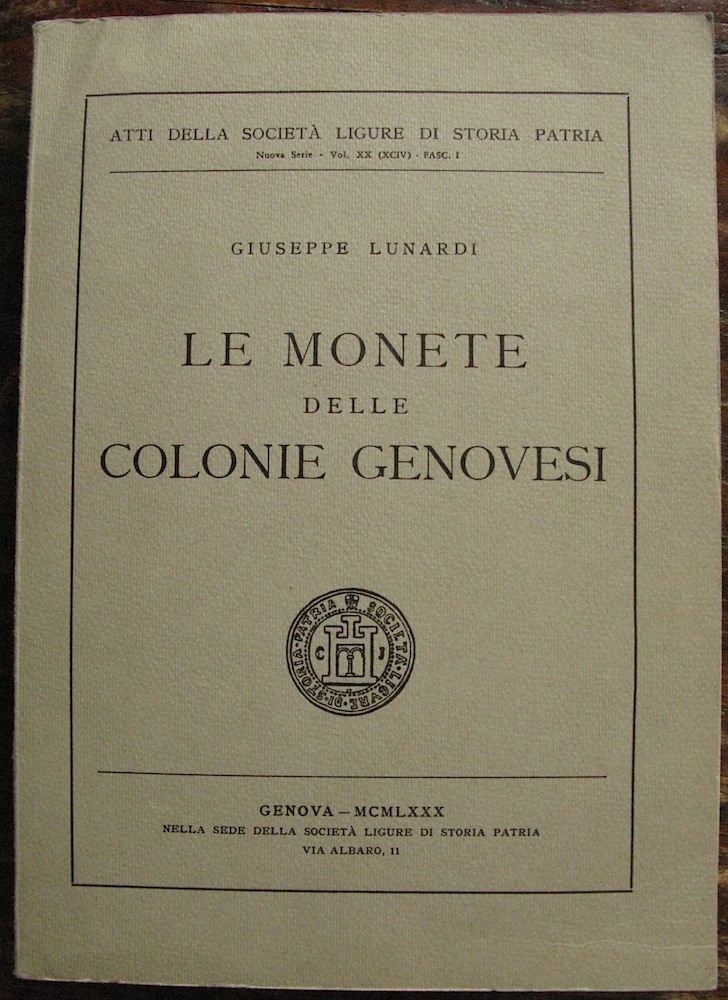 ATTI DELLA SOCIETÀ LIGURE DI STORIA PATRIA
Nuova Serie - Vol. XX (XCIV) - FASC. I
GIUSEPPE LUNARDI
LE MONETE
DELLE
COLONIE GENOVESI
SOCIETÀ·LIGVRE·DI·STORIA·PATRIA
C J
GENOVA — MCMLXXX
NELLA SEDE DELLA SOCIETÀ LIGURE DI STORIA PATRIA
VIA ALBARO, 11